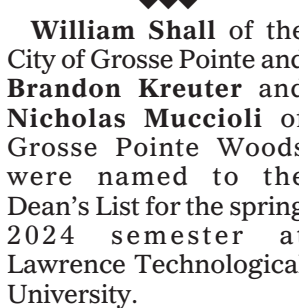 William Shall of the
City of Grosse Pointe and
Brandon Kreuter and
Nicholas Muccioli of
Grosse Pointe Woods
were named to the
Dean’s List for the spring
2024 semester at
Lawrence Technological
University.